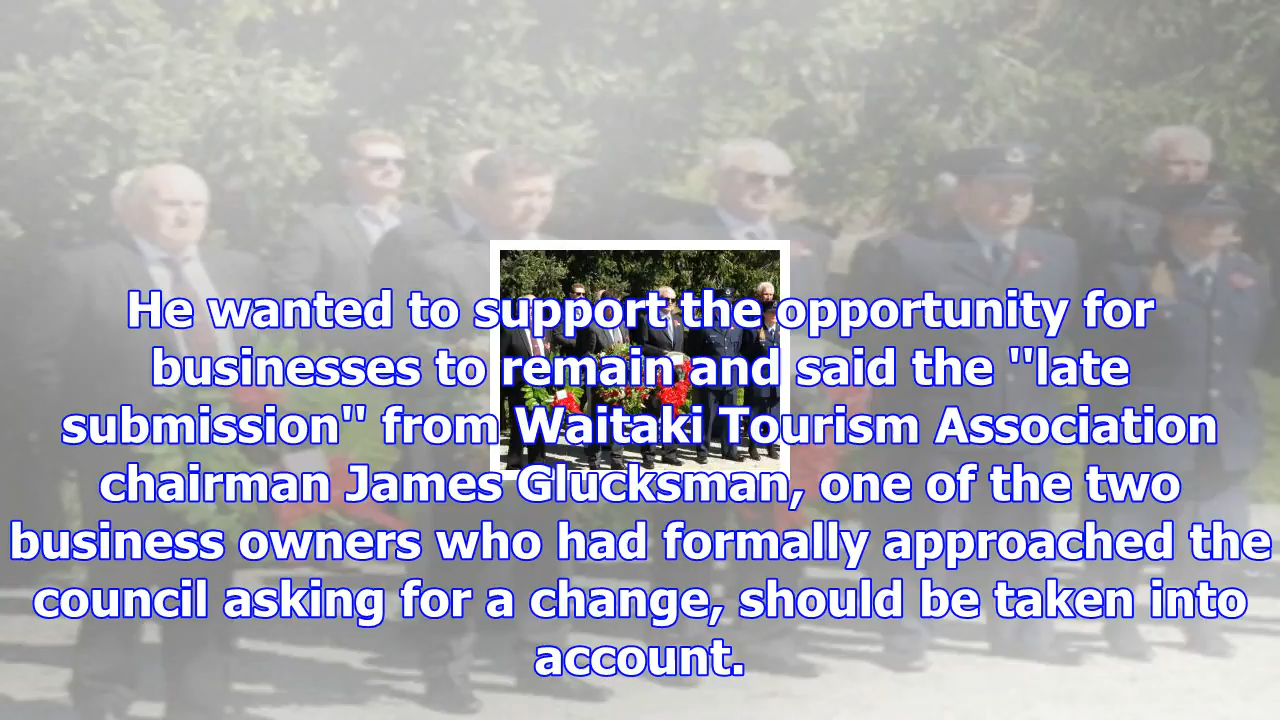 He wanted to support the opportunity for
businesses to remain and said the "late
submission" from Waitaki Tourism Association
chairman James Glucksman, one of the two
business owners who had formally approached the
council asking for a change, should be taken into
account.